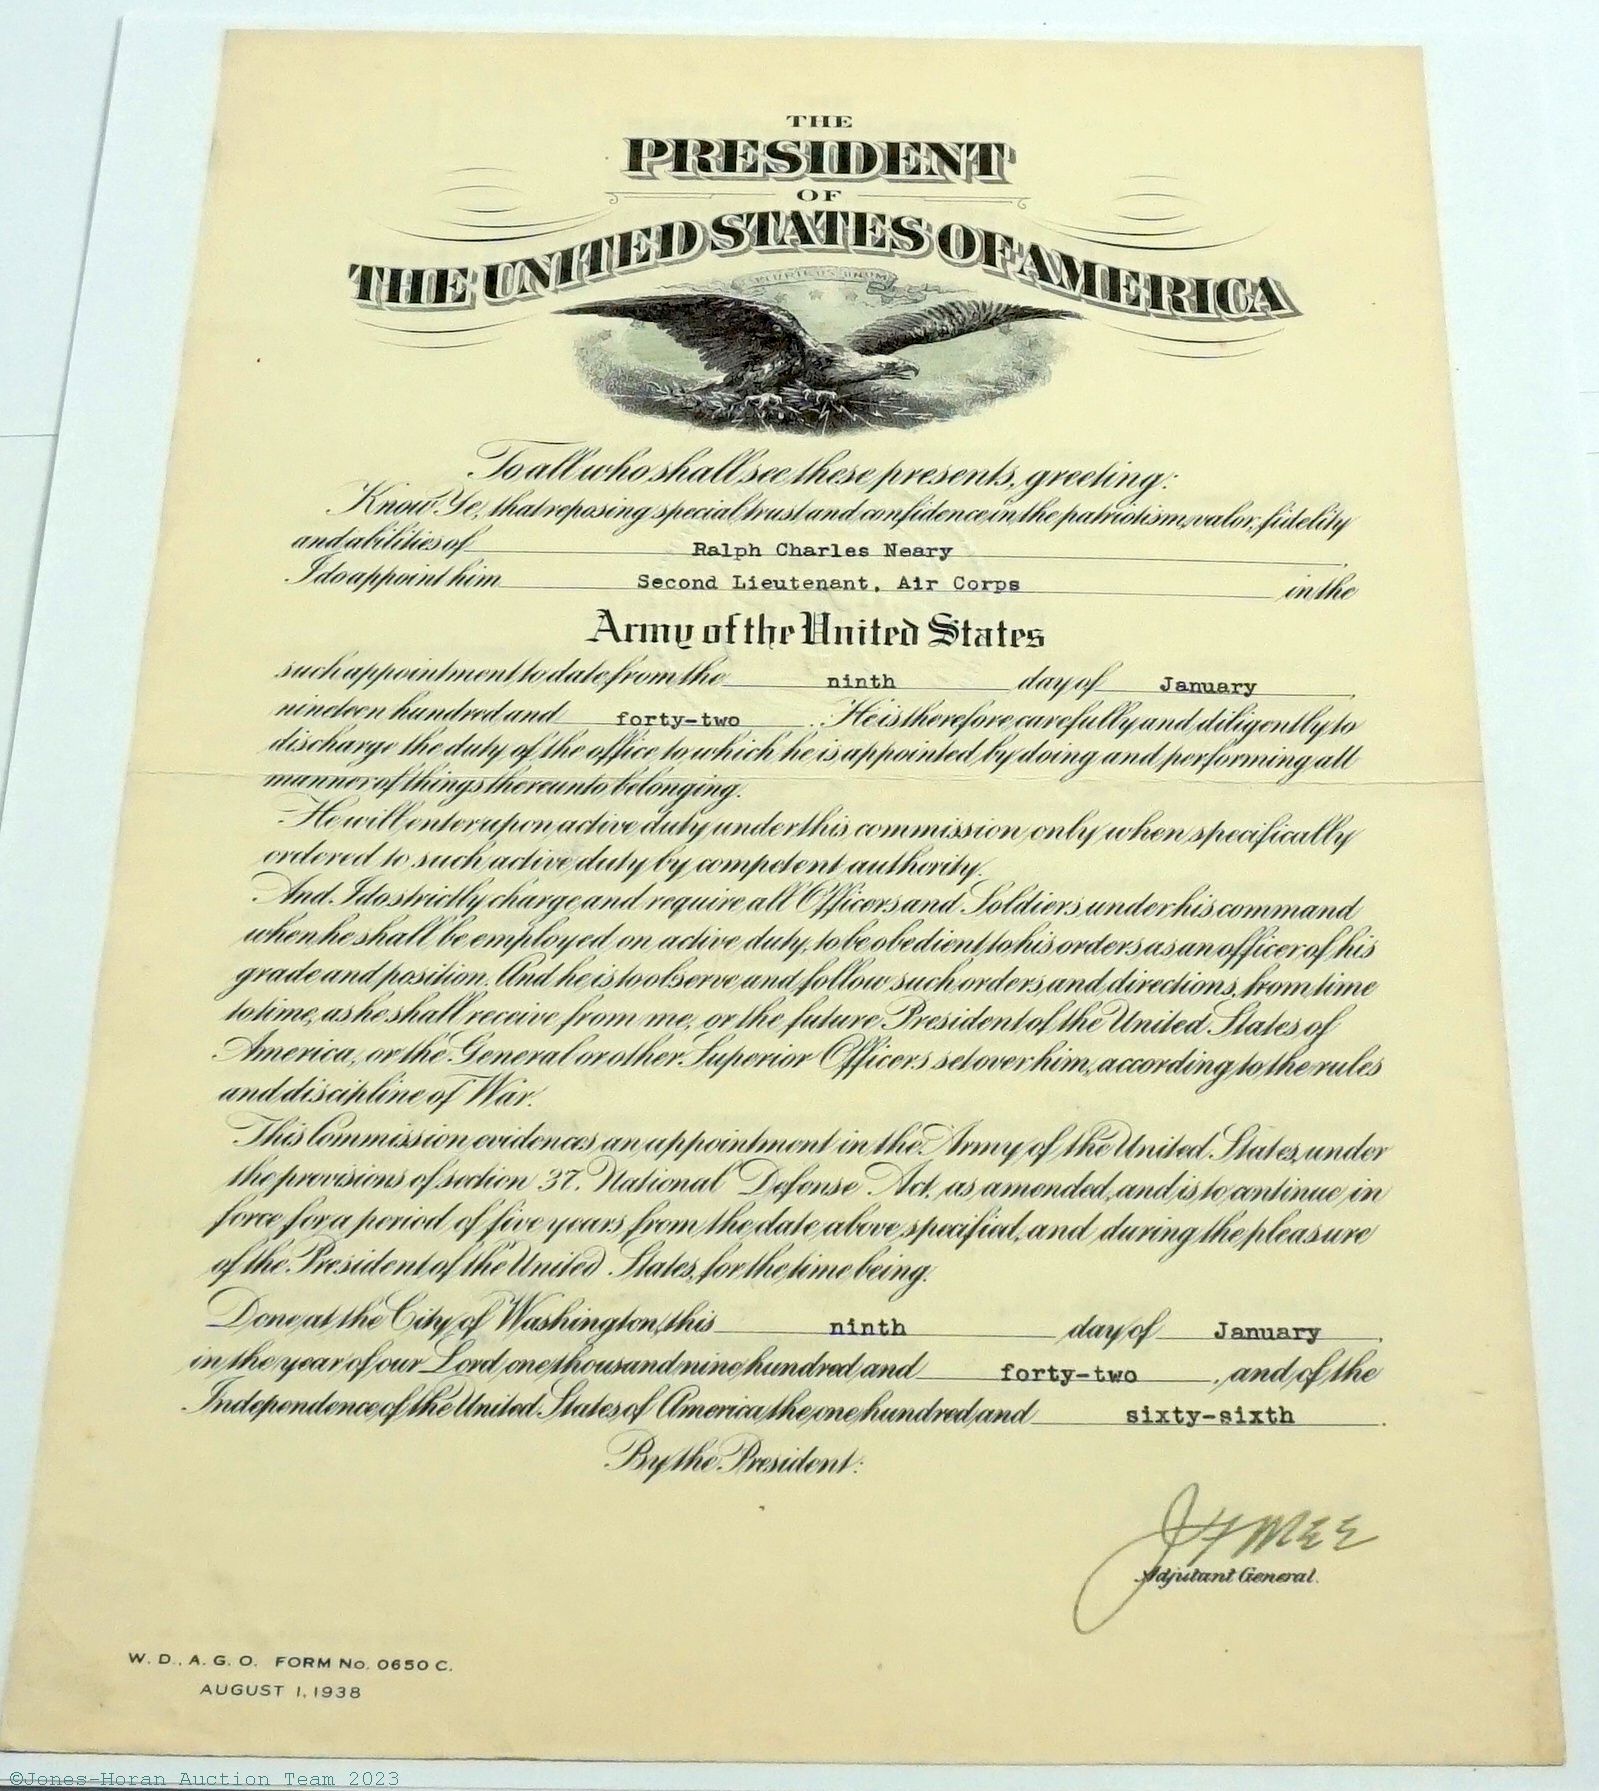 THE
PRESIDENT
OF
THE UNITED STATES OF AMERICA
E PLURIBUS UNUM
To all who shall see these presents, greeting:
Know Ye, that reposing special trust and confidence in the patriotism, valor, fidelity
and abilities of Ralph Charles Neary
I do appoint him Second Lieutenant, Air Corps in the
Army of the United States
such appointment to date from the ninth day of January,
nineteen hundred and forty-two. He is therefore carefully and diligently to
discharge the duty of the office to which he is appointed by doing and performing all
manner of things thereunto belonging.
He will enter upon active duty under this commission only when specifically
ordered to such active duty by competent authority.
And I do strictly charge and require all Officers and Soldiers under his command
when he shall be employed on active duty, to be obedient to his orders as an officer of his
grade and position. And he is to observe and follow such orders and directions, from time
to time, as he shall receive from me, or the future President of the United States of
America, or the General or other Superior Officers set over him, according to the rules
and discipline of War.
This Commission evidences an appointment in the Army of the United States, under
the provisions of section 37, National Defense Act, as amended, and is to continue in
force for a period of five years from the date above specified, and during the pleasure
of the President of the United States, for the time being.
Done at the City of Washington, this ninth day of January,
in the year of our Lord one thousand nine hundred and forty-two, and of the
Independence of the United States of America the one hundred and sixty-sixth.
By the President:
Adjutant General.
W. D., A. G. O. FORM No. 0650 C.
AUGUST 1, 1938
©Jones-Horan Auction Team 2023